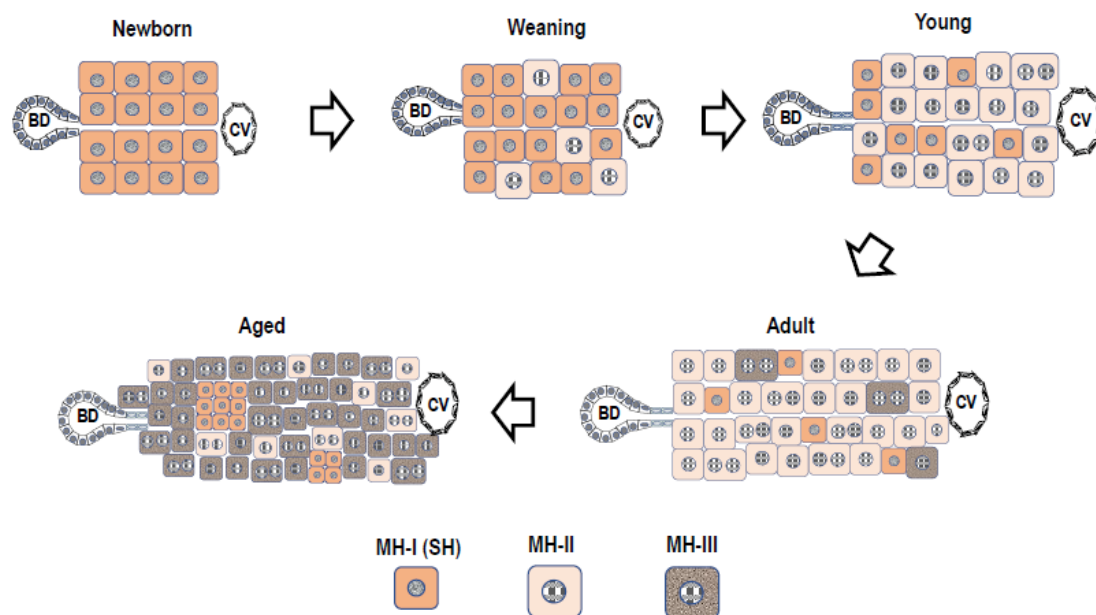 Newborn
Weaning
Young
BD
CV
BD
CV
BD
CV
Aged
Adult
BD
CV
BD
CV
MH-I (SH)
MH-II
MH-III